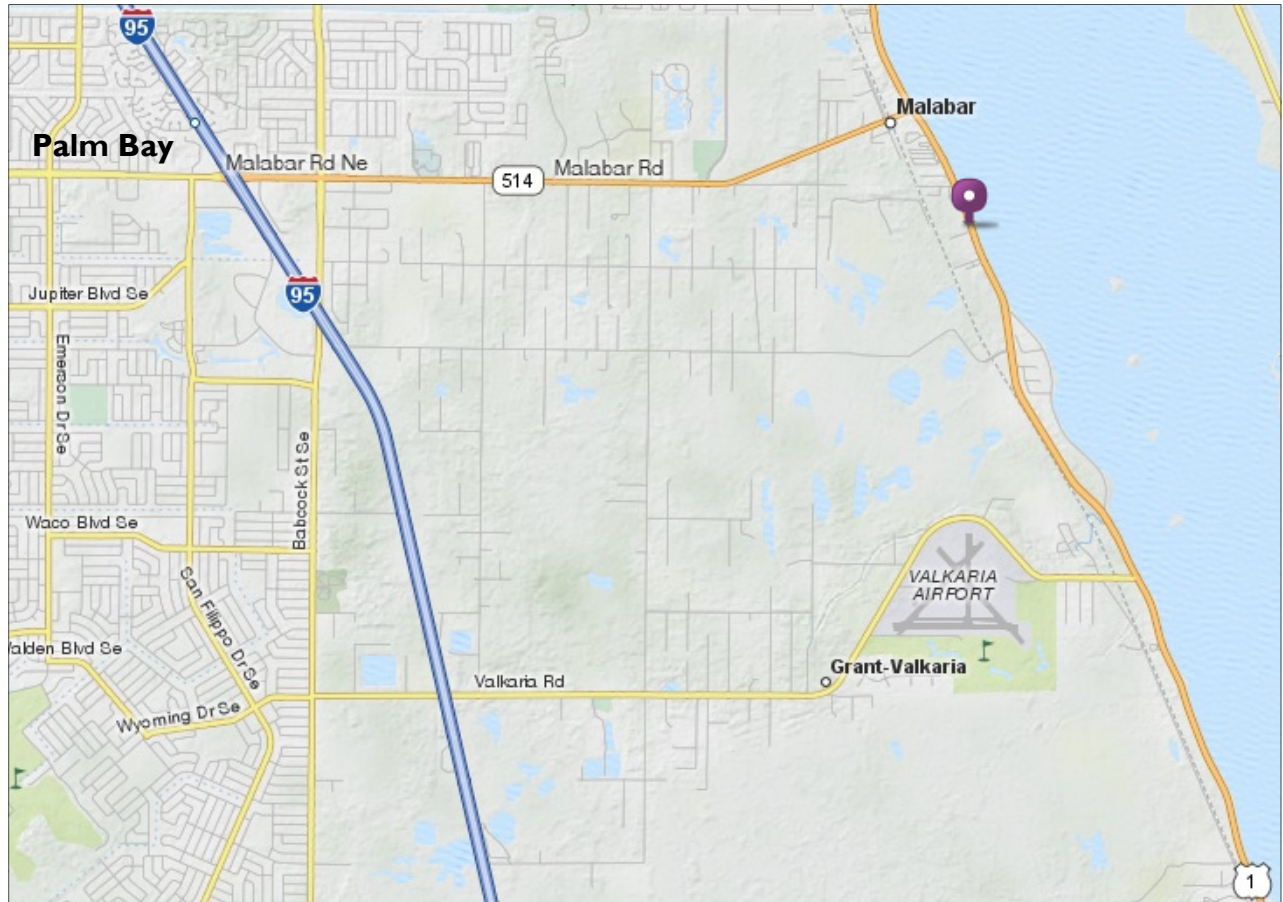 95
Malabar
Palm Bay
Malabar Rd Ne
514
Malabar Rd
95
Jupiter Blvd Se
Emerson Dr Se
Babcock St Se
Waco Blvd Se
San Filippo Dr Se
VALKARIA
AIRPORT
alden Blvd Se
Grant-Valkaria
Valkaria Rd
Wyoming Dr Se
1